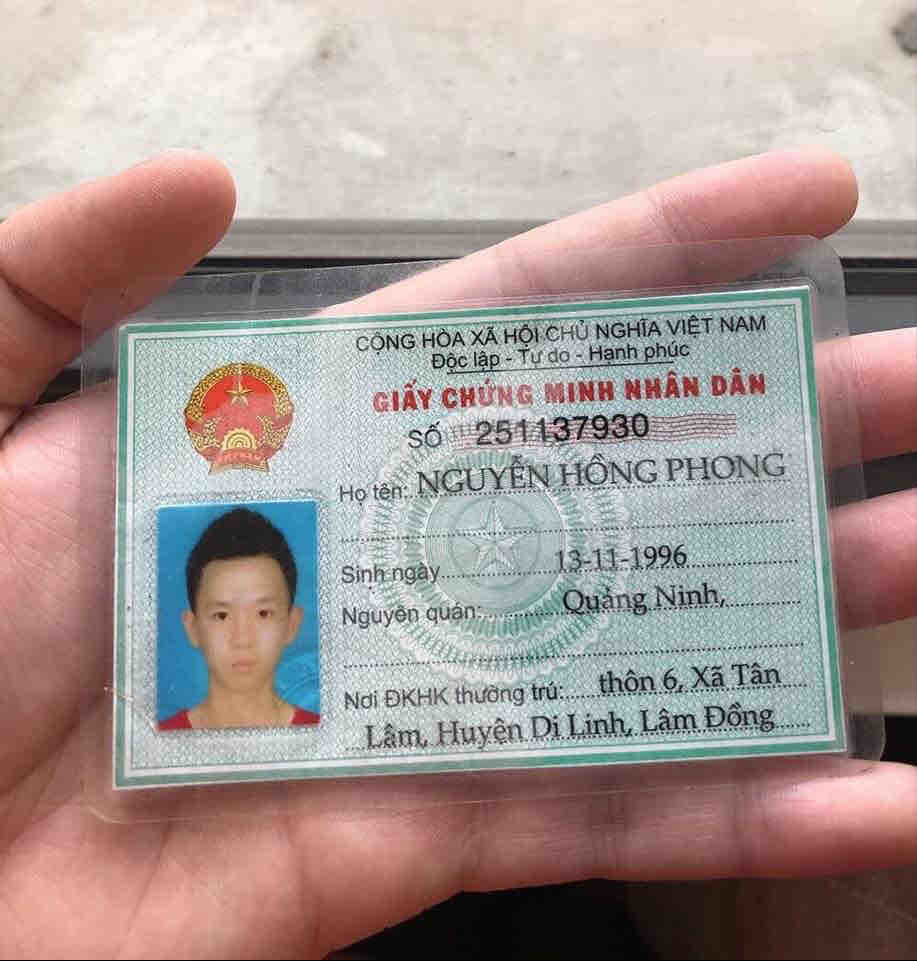 CỘNG HÒA XÃ HỘI CHỦ NGHĨA VIỆT NAM
Độc lập - Tự do - Hạnh phúc
GIẤY CHỨNG MINH NHÂN DÂN
SỐ 251137930
Họ tên: NGUYỄN HỒNG PHONG
Sinh ngày 13-11-1996
Nguyên quán: Quảng Ninh,
Nơi ĐKHK thường trú: thôn 6, Xã Tân
Lâm, Huyện Di Linh, Lâm Đồng